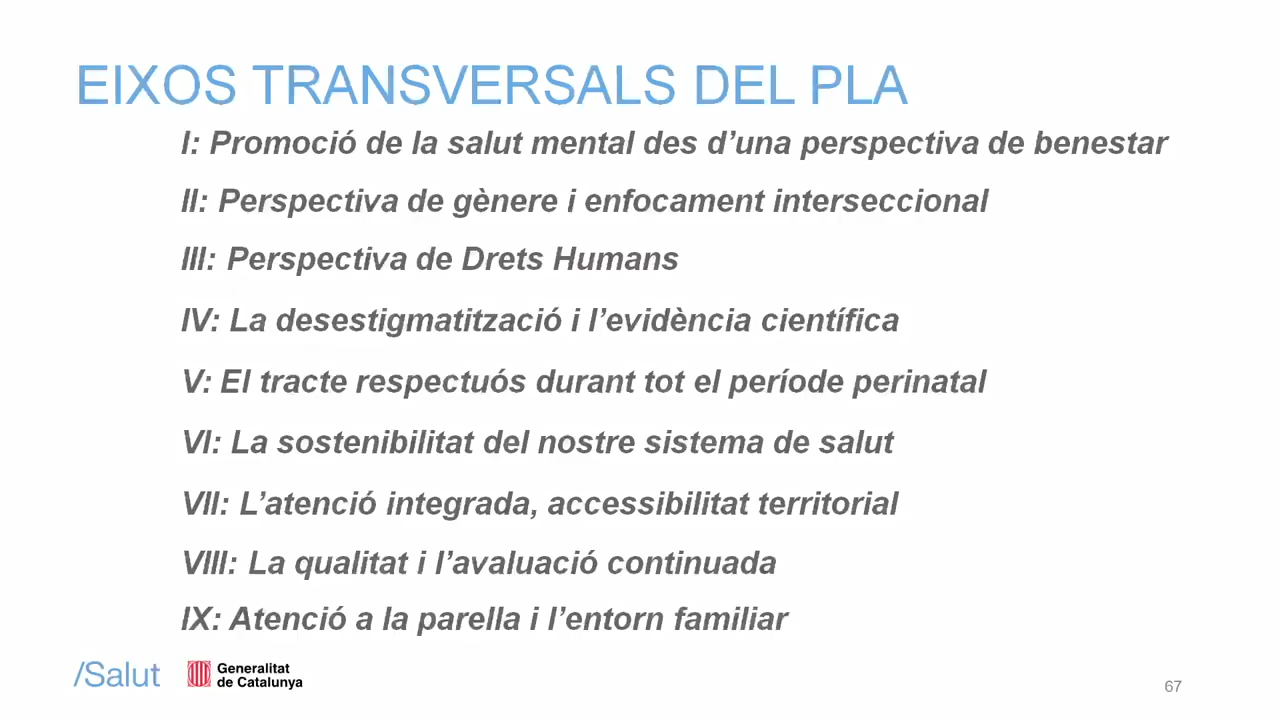 EIXOS TRANSVERSALS DEL PLA
I: Promoció de la salut mental des d’una perspectiva de benestar
II: Perspectiva de gènere i enfocament interseccional
III: Perspectiva de Drets Humans
IV: La desestigmatització i l’evidència científica
V: El tracte respectuós durant tot el període perinatal
VI: La sostenibilitat del nostre sistema de salut
VII: L’atenció integrada, accessibilitat territorial
VIII: La qualitat i l’avaluació continuada
IX: Atenció a la parella i l’entorn familiar
/Salut
Generalitat
de Catalunya
67